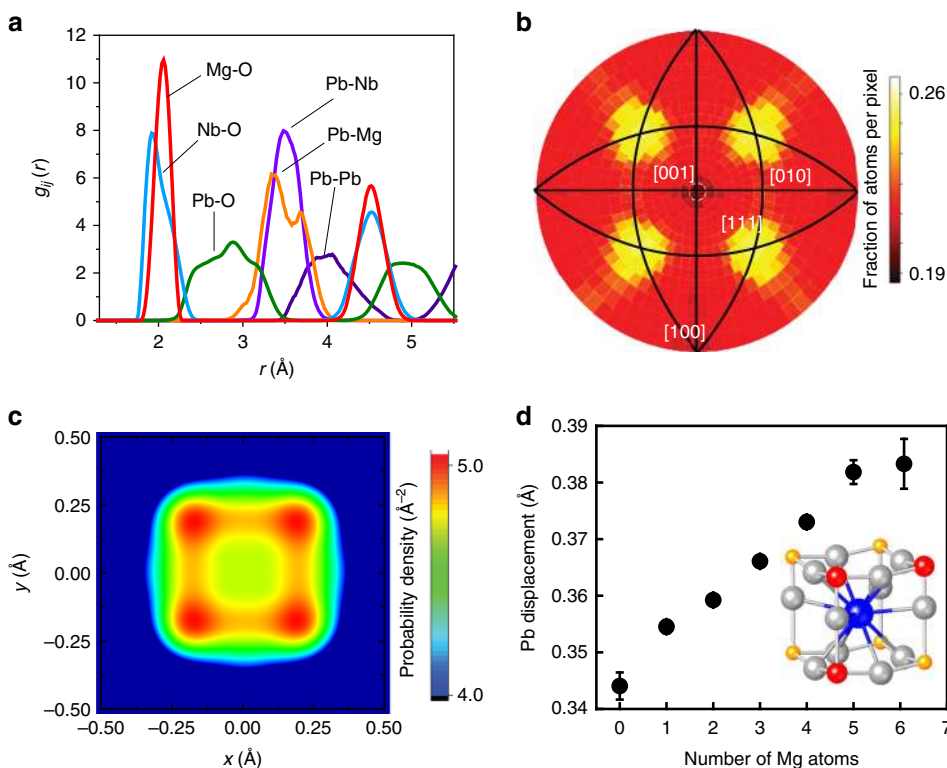 a
12
10
8
6
4
2
0
g_ij (r)
Mg-O
Nb-O
Pb-O
Pb-Nb
Pb-Mg
Pb-Pb
2
3
4
5
r (Å)
b
[001]
[010]
[111]
[100]
0.26
0.19
Fraction of atoms per pixel
c
0.50
0.25
0.00
−0.25
−0.50
y (Å)
−0.50
−0.25
0.00
0.25
0.50
x (Å)
5.0
4.0
Probability density (Å⁻²)
d
0.39
0.38
0.37
0.36
0.35
0.34
Pb displacement (Å)
0
1
2
3
4
5
6
7
Number of Mg atoms